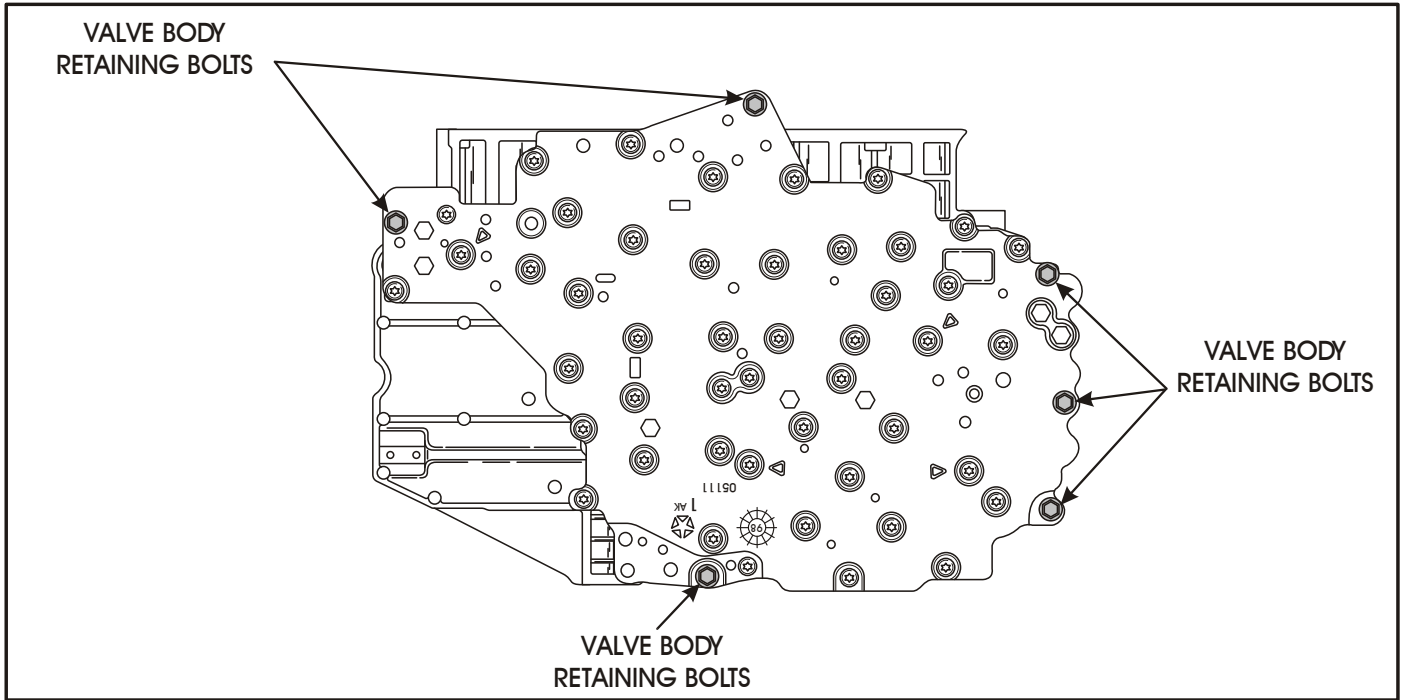 VALVE BODY
RETAINING BOLTS
VALVE BODY
RETAINING BOLTS
05111
1
AK
98
VALVE BODY
RETAINING BOLTS